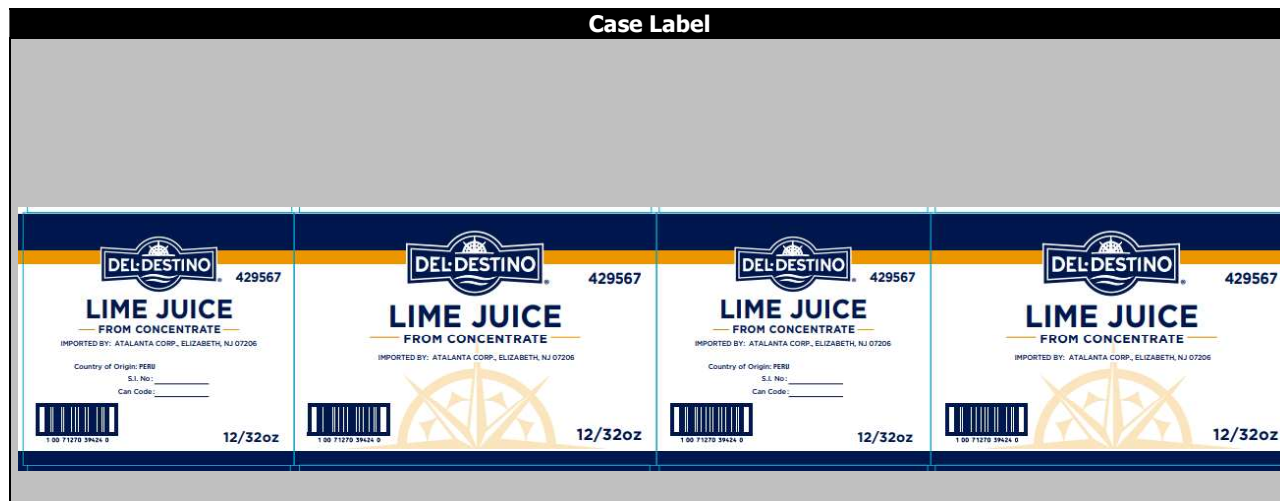 Case Label
DEL·DESTINO®
429567
LIME JUICE
FROM CONCENTRATE
IMPORTED BY: ATALANTA CORP., ELIZABETH, NJ 07206
Country of Origin: PERU
S.I. No:
Can Code:
1 00 71270 39424 0
12/32oz
DEL·DESTINO®
429567
LIME JUICE
FROM CONCENTRATE
IMPORTED BY: ATALANTA CORP., ELIZABETH, NJ 07206
1 00 71270 39424 0
12/32oz
DEL·DESTINO®
429567
LIME JUICE
FROM CONCENTRATE
IMPORTED BY: ATALANTA CORP., ELIZABETH, NJ 07206
Country of Origin: PERU
S.I. No:
Can Code:
1 00 71270 39424 0
12/32oz
DEL·DESTINO®
429567
LIME JUICE
FROM CONCENTRATE
IMPORTED BY: ATALANTA CORP., ELIZABETH, NJ 07206
1 00 71270 39424 0
12/32oz